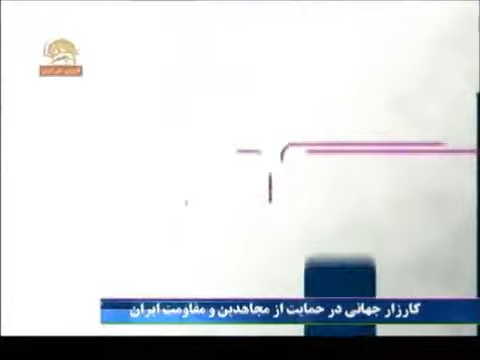 کارزار جهانی در حمایت از مجاهدین و مقاومت ایران